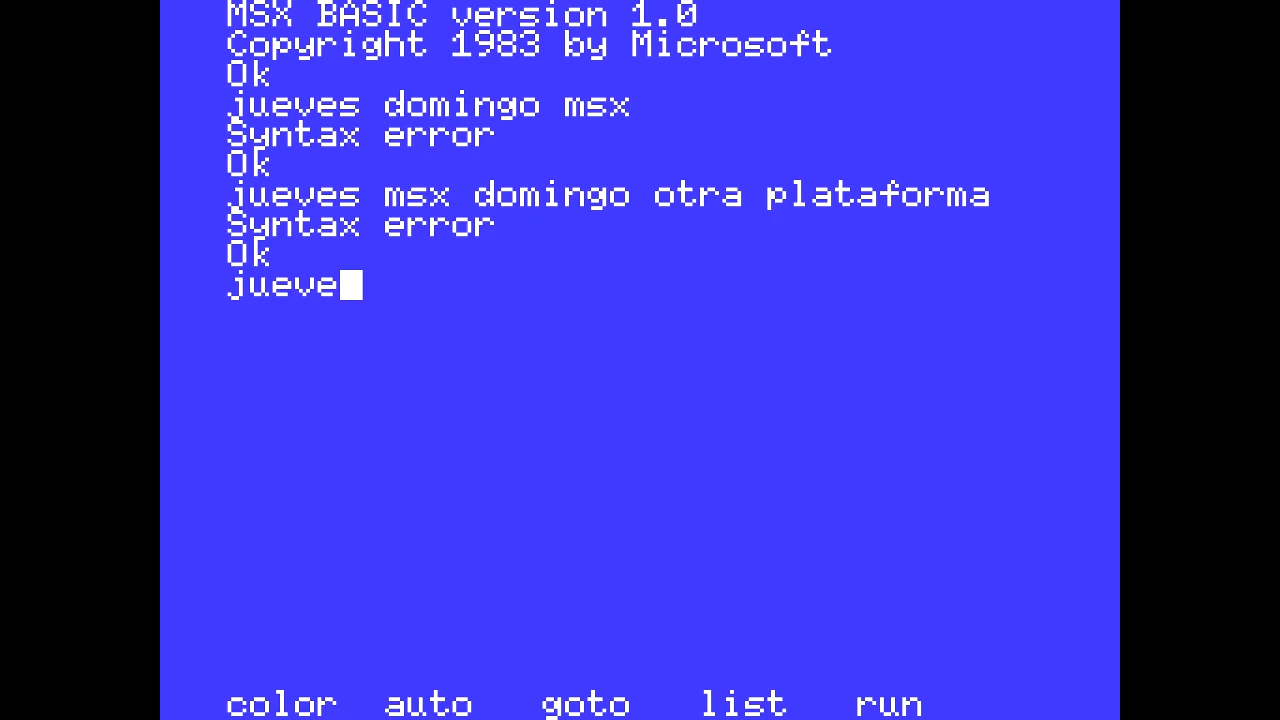 MSX BASIC version 1.0
Copyright 1983 by Microsoft
Ok
jueves domingo msx
Syntax error
Ok
jueves msx domingo otra plataforma
Syntax error
Ok
jueve
color auto goto list run